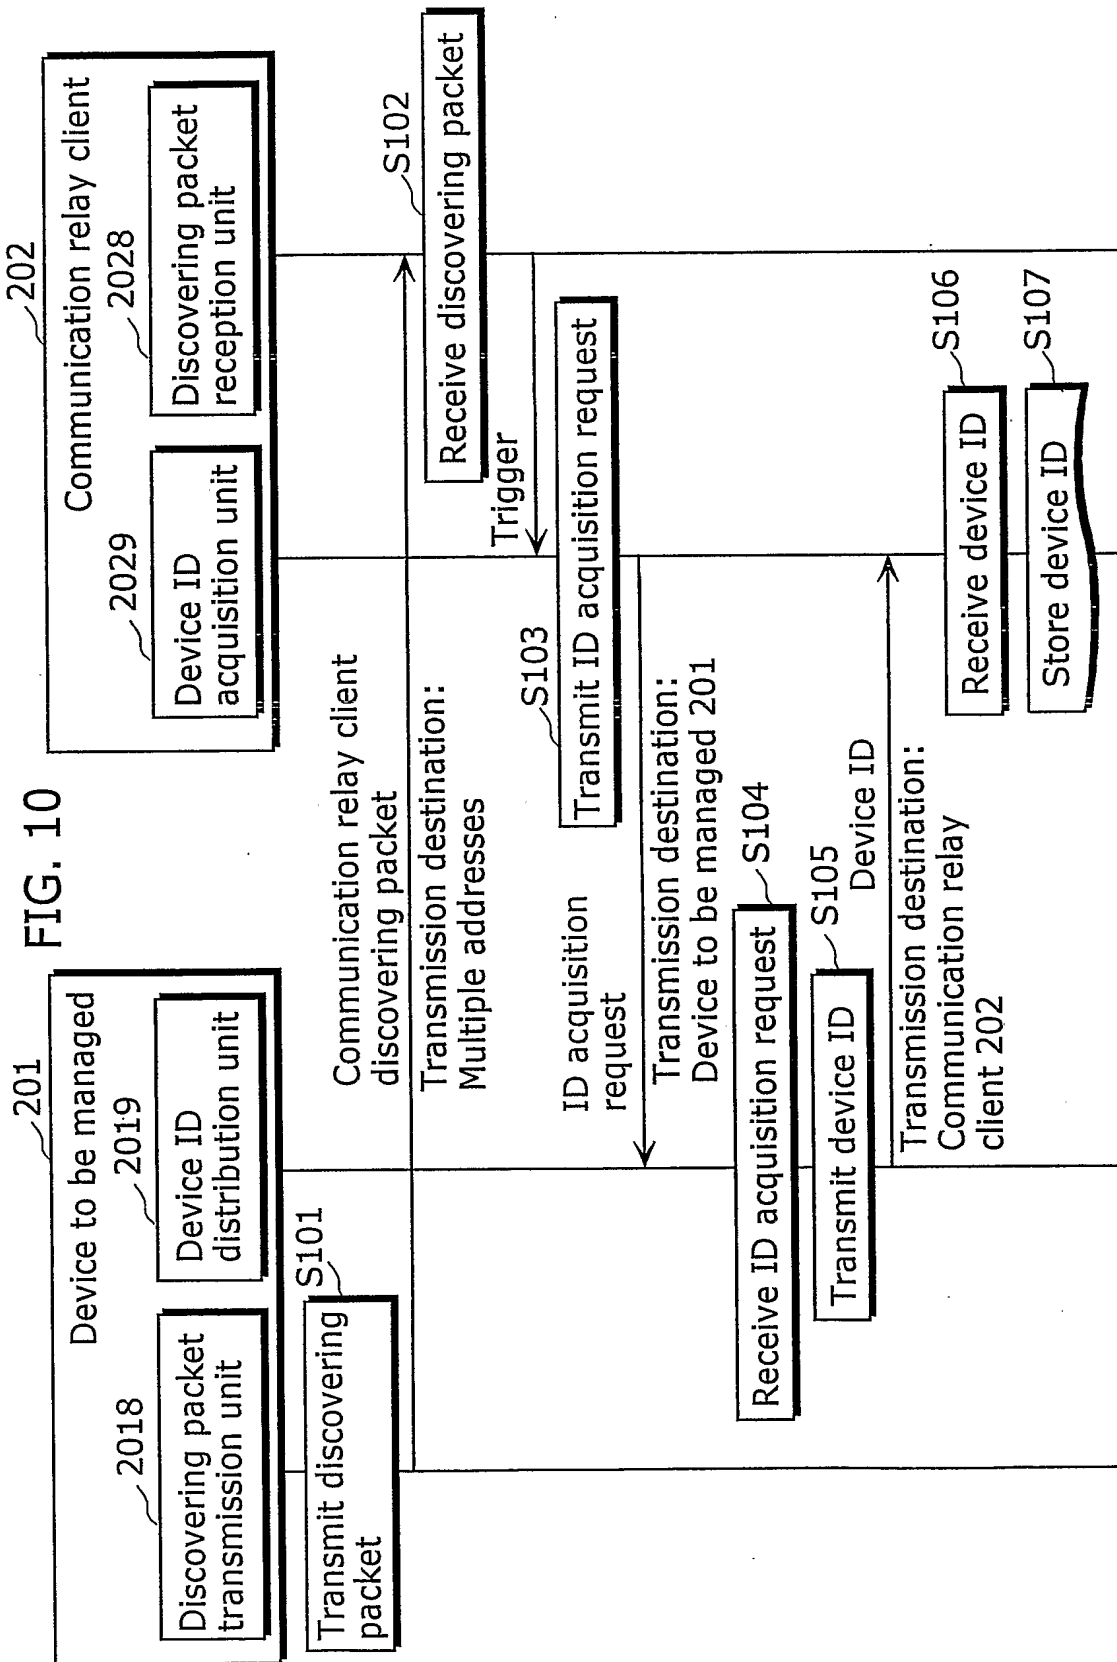 FIG. 10
201
Device to be managed
2018
Discovering packet
transmission unit
2019
Device ID
distribution unit
202
Communication relay client
2029
Device ID
acquisition unit
2028
Discovering packet
reception unit
S101
Transmit discovering
packet
Communication relay client
discovering packet
Transmission destination:
Multiple addresses
S102
Receive discovering packet
Trigger
S103
Transmit ID acquisition request
ID acquisition
request
Transmission destination:
Device to be managed 201
S104
Receive ID acquisition request
S105
Transmit device ID
Device ID
Transmission destination:
Communication relay
client 202
S106
Receive device ID
S107
Store device ID